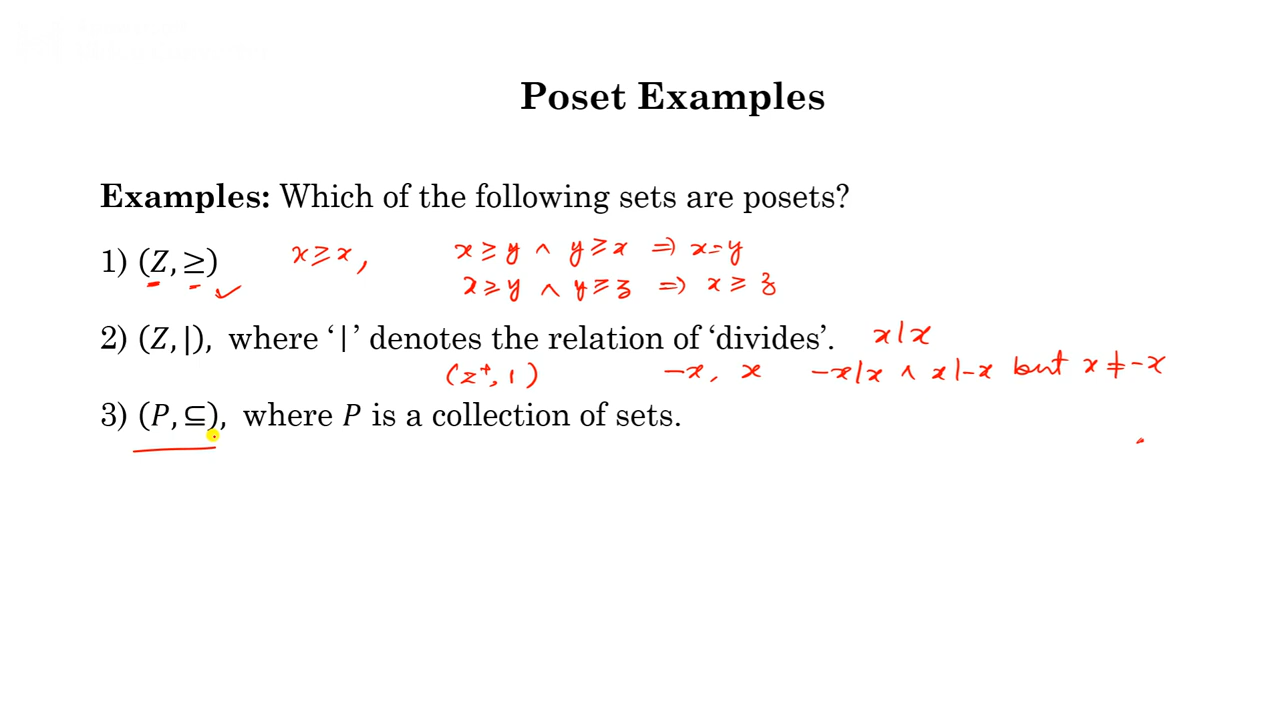 Poset Examples
Examples: Which of the following sets are posets?
1) (Z, ≥) x ≥ x, x ≥ y ∧ y ≥ x ⇒ x = y
x ≥ y ∧ y ≥ z ⇒ x ≥ z
2) (Z, |), where ‘|’ denotes the relation of ‘divides’. x | x
(Z⁺, |) -x, x -x | x ∧ x | -x but x ≠ -x
3) (P, ⊆), where P is a collection of sets.